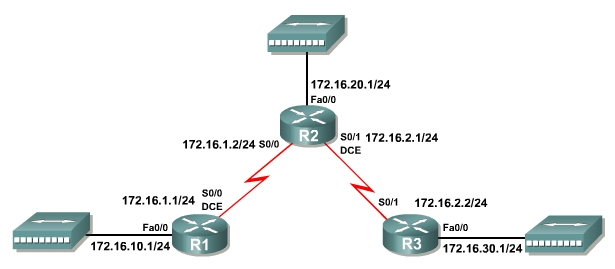 172.16.20.1/24
Fa0/0
R2
172.16.1.2/24 S0/0
S0/1 172.16.2.1/24
DCE
172.16.1.1/24 S0/0
DCE
S0/1 172.16.2.2/24
Fa0/0
R1
172.16.10.1/24
R3
Fa0/0
172.16.30.1/24